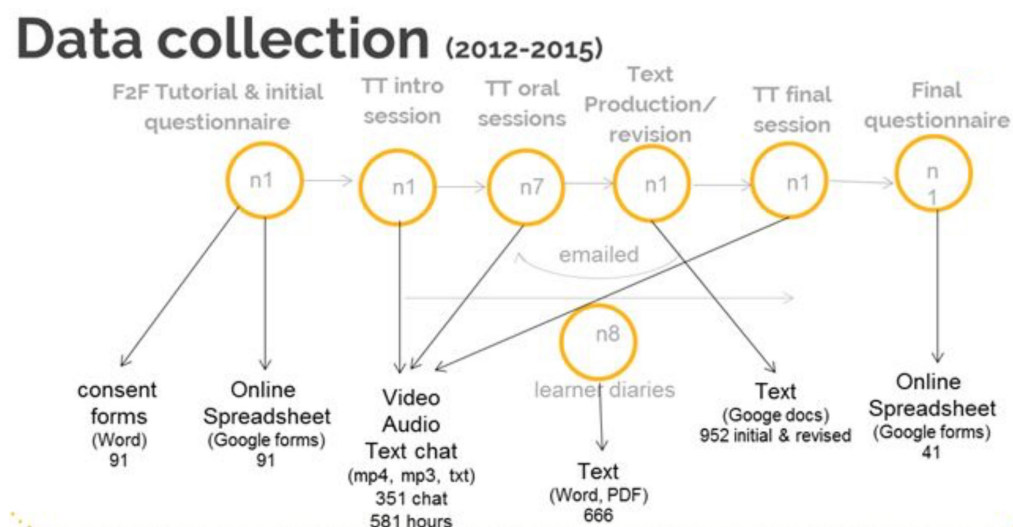 Data collection (2012-2015)
F2F Tutorial & initial
questionnaire
TT intro
session
TT oral
sessions
Text
Production/
revision
TT final
session
Final
questionnaire
n1
n1
n7
n1
n1
n
1
emailed
n8
learner diaries
consent
forms
(Word)
91
Online
Spreadsheet
(Google forms)
91
Video
Audio
Text chat
(mp4, mp3, txt)
351 chat
581 hours
Text
(Word, PDF)
666
Text
(Googe docs)
952 initial & revised
Online
Spreadsheet
(Google forms)
41